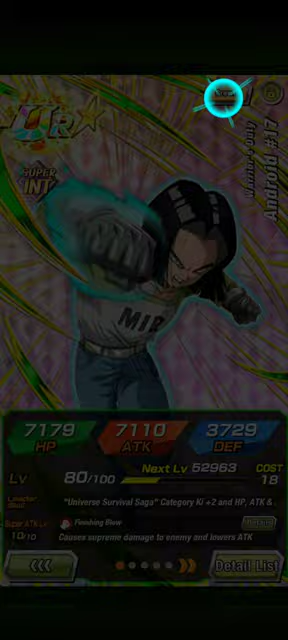 UR
SUPER
INT
Android #17
MIR
7179
HP
7110
ATK
3729
DEF
Lv 80/100
Next Lv 52963
COST
18
Leader Skill
"Universe Survival Saga" Category Ki +2 and HP, ATK &
Super ATK Lv
10/10
Finishing Blow
Details
Causes supreme damage to enemy and lowers ATK
Detail List